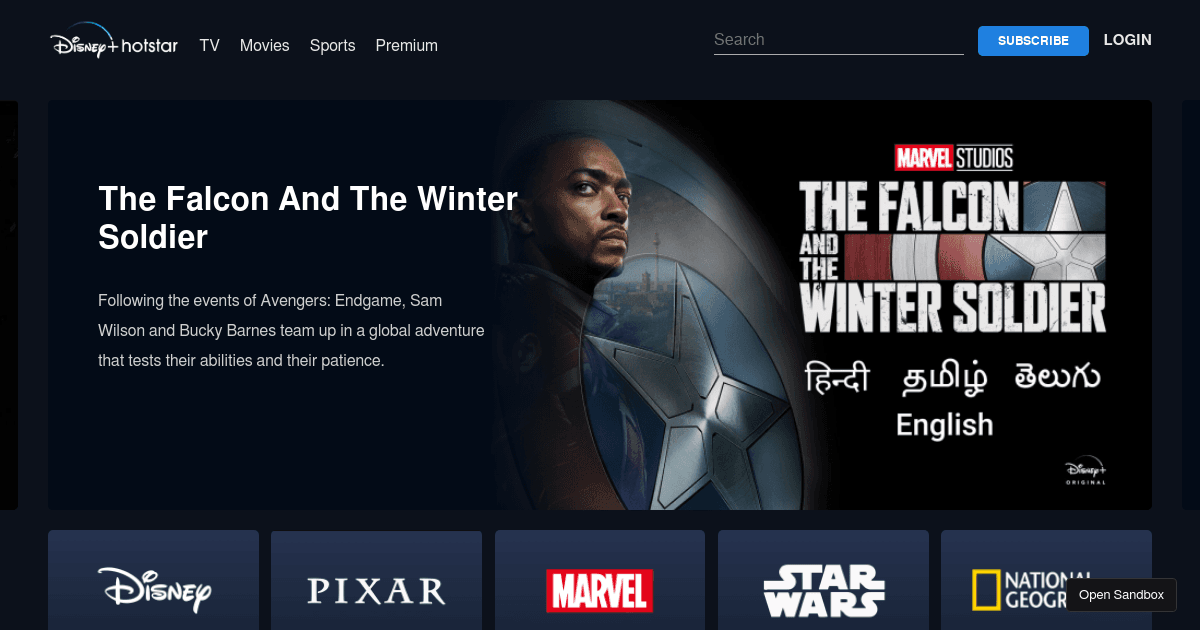 Disney+ hotstar
TV Movies Sports Premium
Search
SUBSCRIBE
LOGIN
The Falcon And The Winter
Soldier
Following the events of Avengers: Endgame, Sam
Wilson and Bucky Barnes team up in a global adventure
that tests their abilities and their patience.
MARVEL STUDIOS
THE FALCON
AND
THE
WINTER SOLDIER
हिन्दी தமிழ் తెలుగు
English
Disney+
ORIGINAL
Disney
PIXAR
MARVEL
STAR
WARS
NATIONAL
GEOGR
Open Sandbox